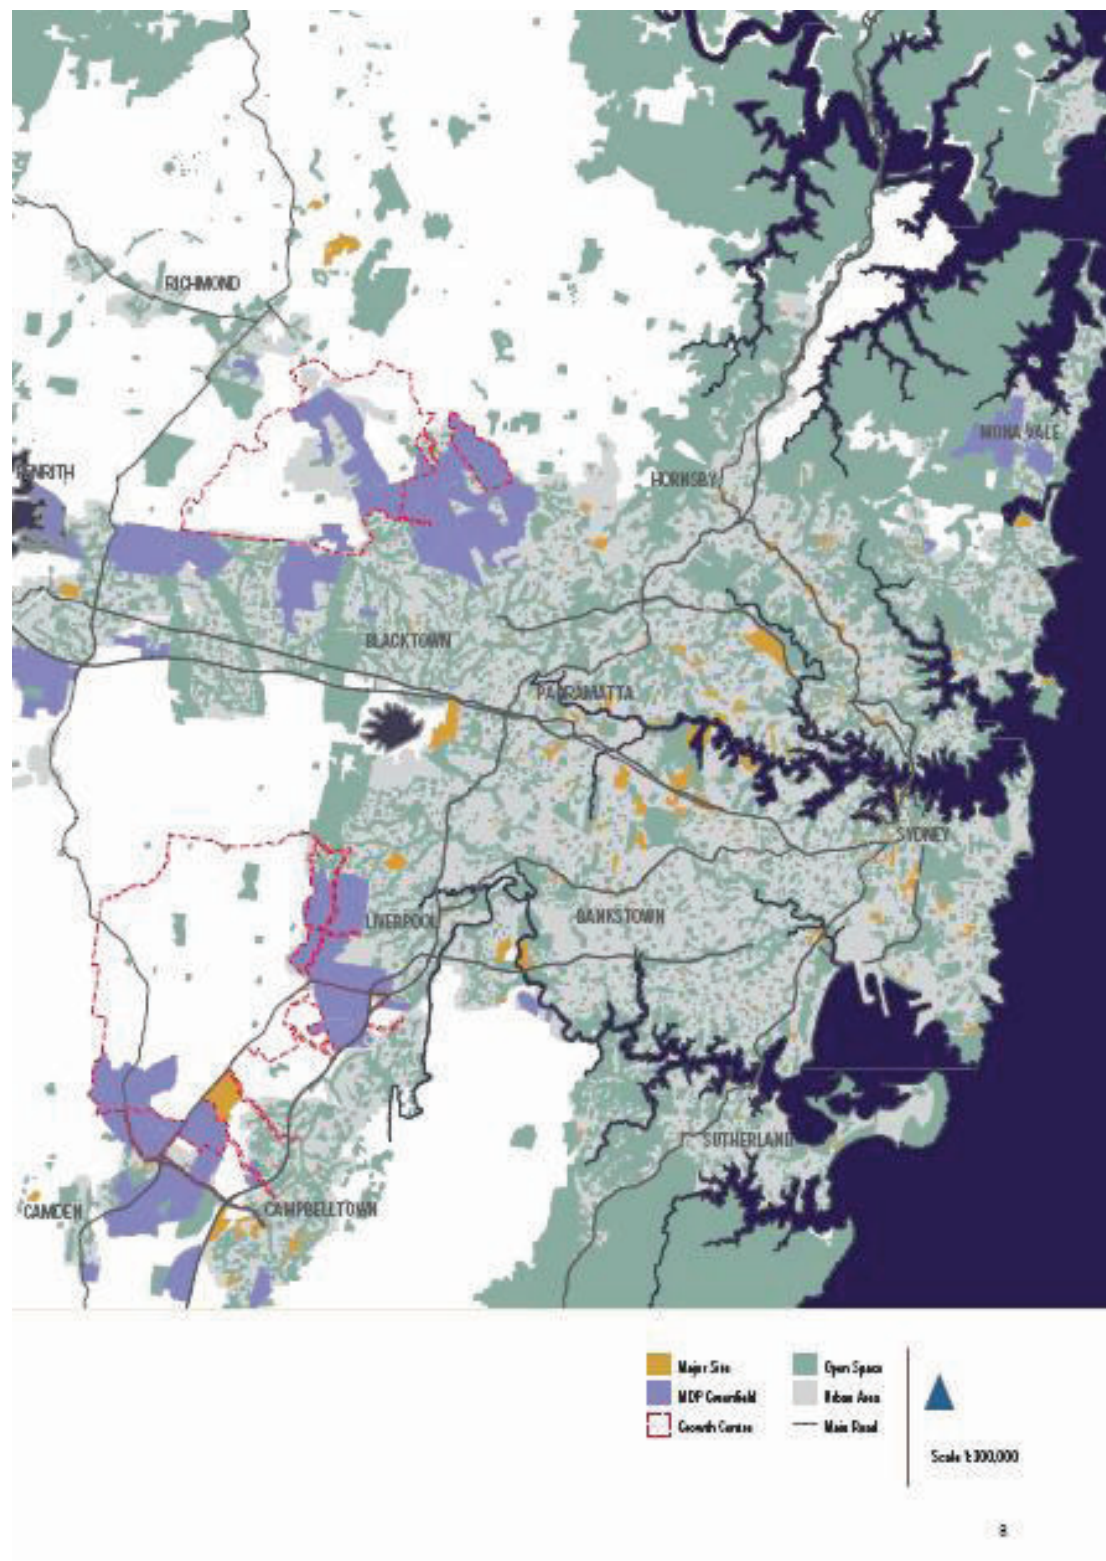 RICHMOND
MONA VALE
PENRITH
HORNSBY
BLACKTOWN
PARRAMATTA
SYDNEY
LIVERPOOL
BANKSTOWN
SUTHERLAND
CAMDEN
CAMPBELLTOWN
Major Site
MDP Greenfield
Growth Centre
Open Space
Urban Area
Main Road
Scale 1:300,000